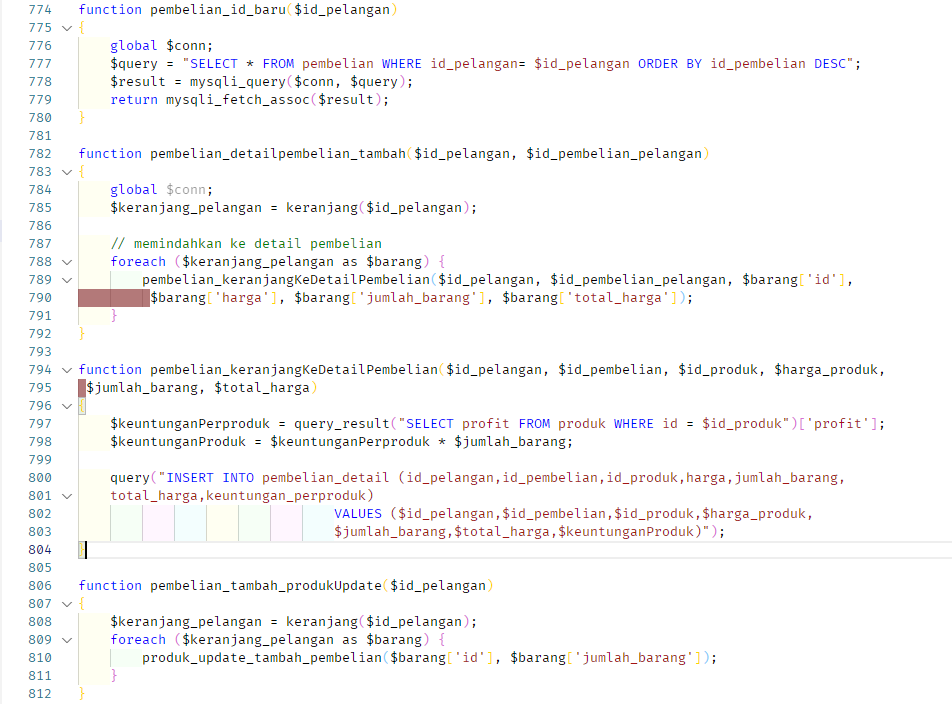 774 function pembelian_id_baru($id_pelangan)
775 {
776 global $conn;
777 $query = "SELECT * FROM pembelian WHERE id_pelangan= $id_pelangan ORDER BY id_pembelian DESC";
778 $result = mysqli_query($conn, $query);
779 return mysqli_fetch_assoc($result);
780 }
781
782 function pembelian_detailpembelian_tambah($id_pelangan, $id_pembelian_pelangan)
783 {
784 global $conn;
785 $keranjang_pelangan = keranjang($id_pelangan);
786
787 // memindahkan ke detail pembelian
788 foreach ($keranjang_pelangan as $barang) {
789 pembelian_keranjangKeDetailPembelian($id_pelangan, $id_pembelian_pelangan, $barang['id'],
790 $barang['harga'], $barang['jumlah_barang'], $barang['total_harga']);
791 }
792 }
793
794 function pembelian_keranjangKeDetailPembelian($id_pelangan, $id_pembelian, $id_produk, $harga_produk,
795 $jumlah_barang, $total_harga)
796 {
797 $keuntunganPerproduk = query_result("SELECT profit FROM produk WHERE id = $id_produk")['profit'];
798 $keuntunganProduk = $keuntunganPerproduk * $jumlah_barang;
799
800 query("INSERT INTO pembelian_detail (id_pelangan,id_pembelian,id_produk,harga,jumlah_barang,
801 total_harga,keuntungan_perproduk)
802 VALUES ($id_pelangan,$id_pembelian,$id_produk,$harga_produk,
803 $jumlah_barang,$total_harga,$keuntunganProduk)");
804 }
805
806 function pembelian_tambah_produkUpdate($id_pelangan)
807 {
808 $keranjang_pelangan = keranjang($id_pelangan);
809 foreach ($keranjang_pelangan as $barang) {
810 produk_update_tambah_pembelian($barang['id'], $barang['jumlah_barang']);
811 }
812 }